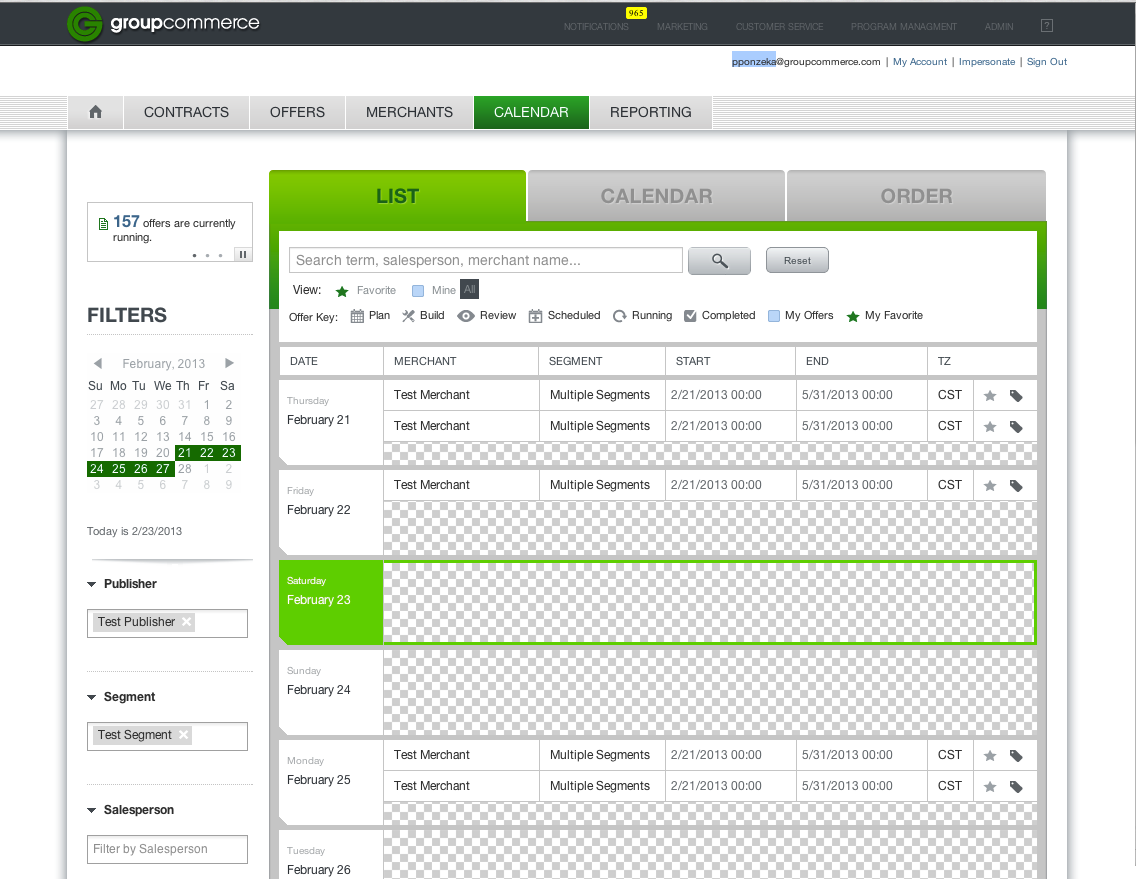 groupcommerce
965
NOTIFICATIONS MARKETING CUSTOMER SERVICE PROGRAM MANAGMENT ADMIN ?
pponzeka@groupcommerce.com | My Account | Impersonate | Sign Out
CONTRACTS OFFERS MERCHANTS CALENDAR REPORTING
LIST CALENDAR ORDER
157 offers are currently
running.
Search term, salesperson, merchant name... Reset
View: Favorite Mine All
Offer Key: Plan Build Review Scheduled Running Completed My Offers My Favorite
FILTERS
February, 2013
Su Mo Tu We Th Fr Sa
27 28 29 30 31 1 2
3 4 5 6 7 8 9
10 11 12 13 14 15 16
17 18 19 20 21 22 23
24 25 26 27 28 1 2
3 4 5 6 7 8 9
Today is 2/23/2013
Publisher
Test Publisher ×
Segment
Test Segment ×
Salesperson
Filter by Salesperson
DATE MERCHANT SEGMENT START END TZ
Thursday
February 21
Test Merchant Multiple Segments 2/21/2013 00:00 5/31/2013 00:00 CST
Test Merchant Multiple Segments 2/21/2013 00:00 5/31/2013 00:00 CST
Friday
February 22
Test Merchant Multiple Segments 2/21/2013 00:00 5/31/2013 00:00 CST
Saturday
February 23
Sunday
February 24
Monday
February 25
Test Merchant Multiple Segments 2/21/2013 00:00 5/31/2013 00:00 CST
Test Merchant Multiple Segments 2/21/2013 00:00 5/31/2013 00:00 CST
Tuesday
February 26